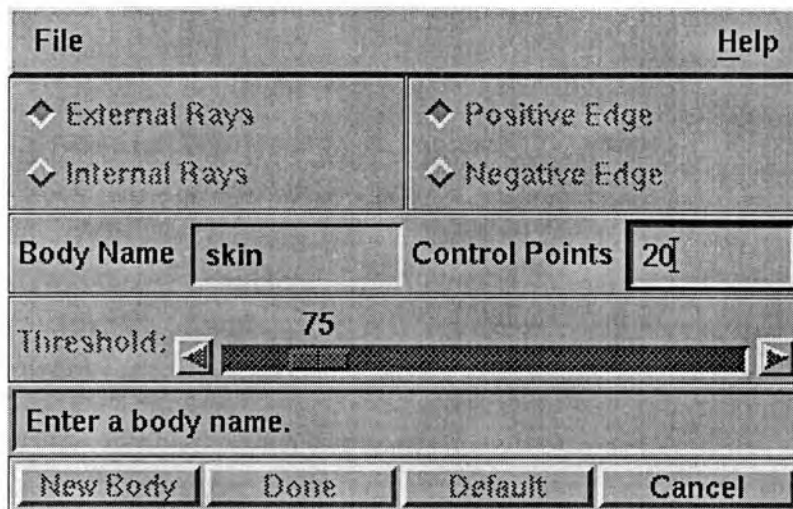 File Help
External Rays Positive Edge
Internal Rays Negative Edge
Body Name skin Control Points 20
75
Threshold:
Enter a body name.
New Body Done Default Cancel